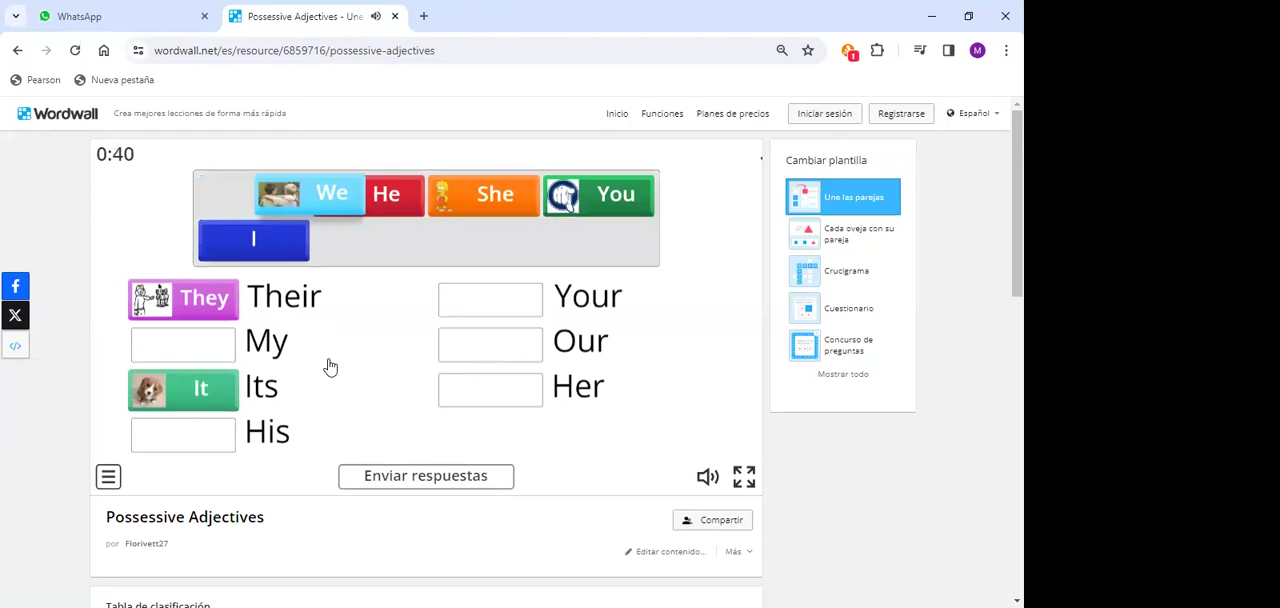 WhatsApp
Possessive Adjectives - Une
wordwall.net/es/resource/6859716/possessive-adjectives
1
M
Pearson
Nueva pestaña
Wordwall
Crea mejores lecciones de forma más rápida
Inicio
Funciones
Planes de precios
Iniciar sesión
Registrarse
Español
0:40
We
He
She
You
I
They
Their
My
It
Its
His
Your
Our
Her
Enviar respuestas
Cambiar plantilla
Une las parejas
Cada oveja con su
pareja
Crucigrama
Cuestionario
Concurso de
preguntas
Mostrar todo
Possessive Adjectives
Compartir
por Florivett27
Editar contenido...
Más
Tabla de clasificación